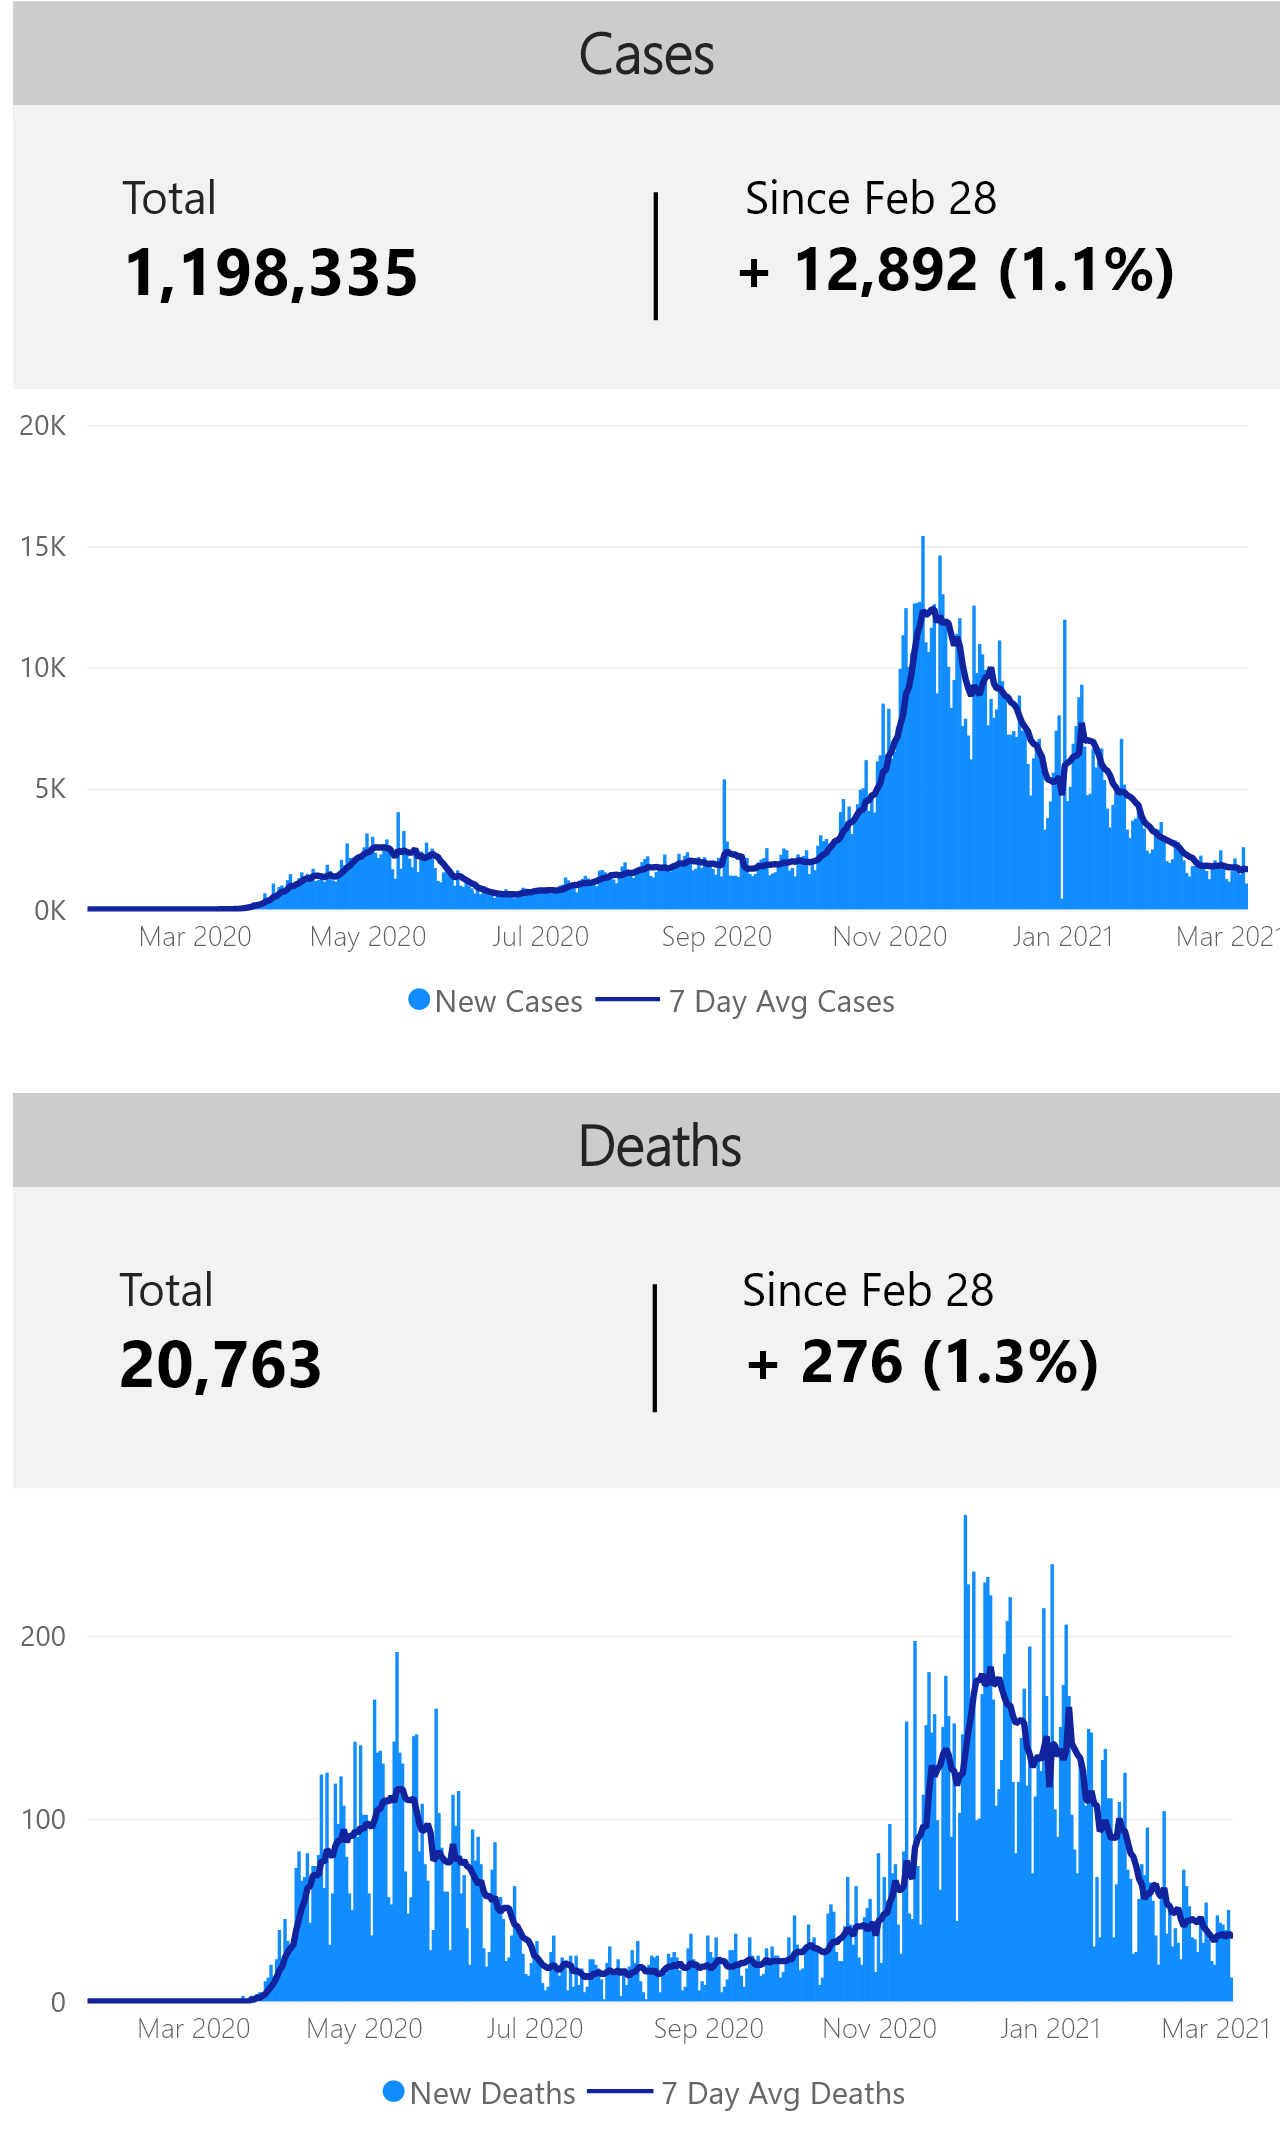 Cases
Total
Since Feb 28
1,198,335
+ 12,892 (1.1%)
20K
15K
10K
5K
0K
Mar 2020 May 2020 Jul 2020 Sep 2020 Nov 2020 Jan 2021 Mar 2021
New Cases 7 Day Avg Cases
Deaths
Total
Since Feb 28
20,763
+ 276 (1.3%)
200
100
0
Mar 2020 May 2020 Jul 2020 Sep 2020 Nov 2020 Jan 2021 Mar 2021
New Deaths 7 Day Avg Deaths